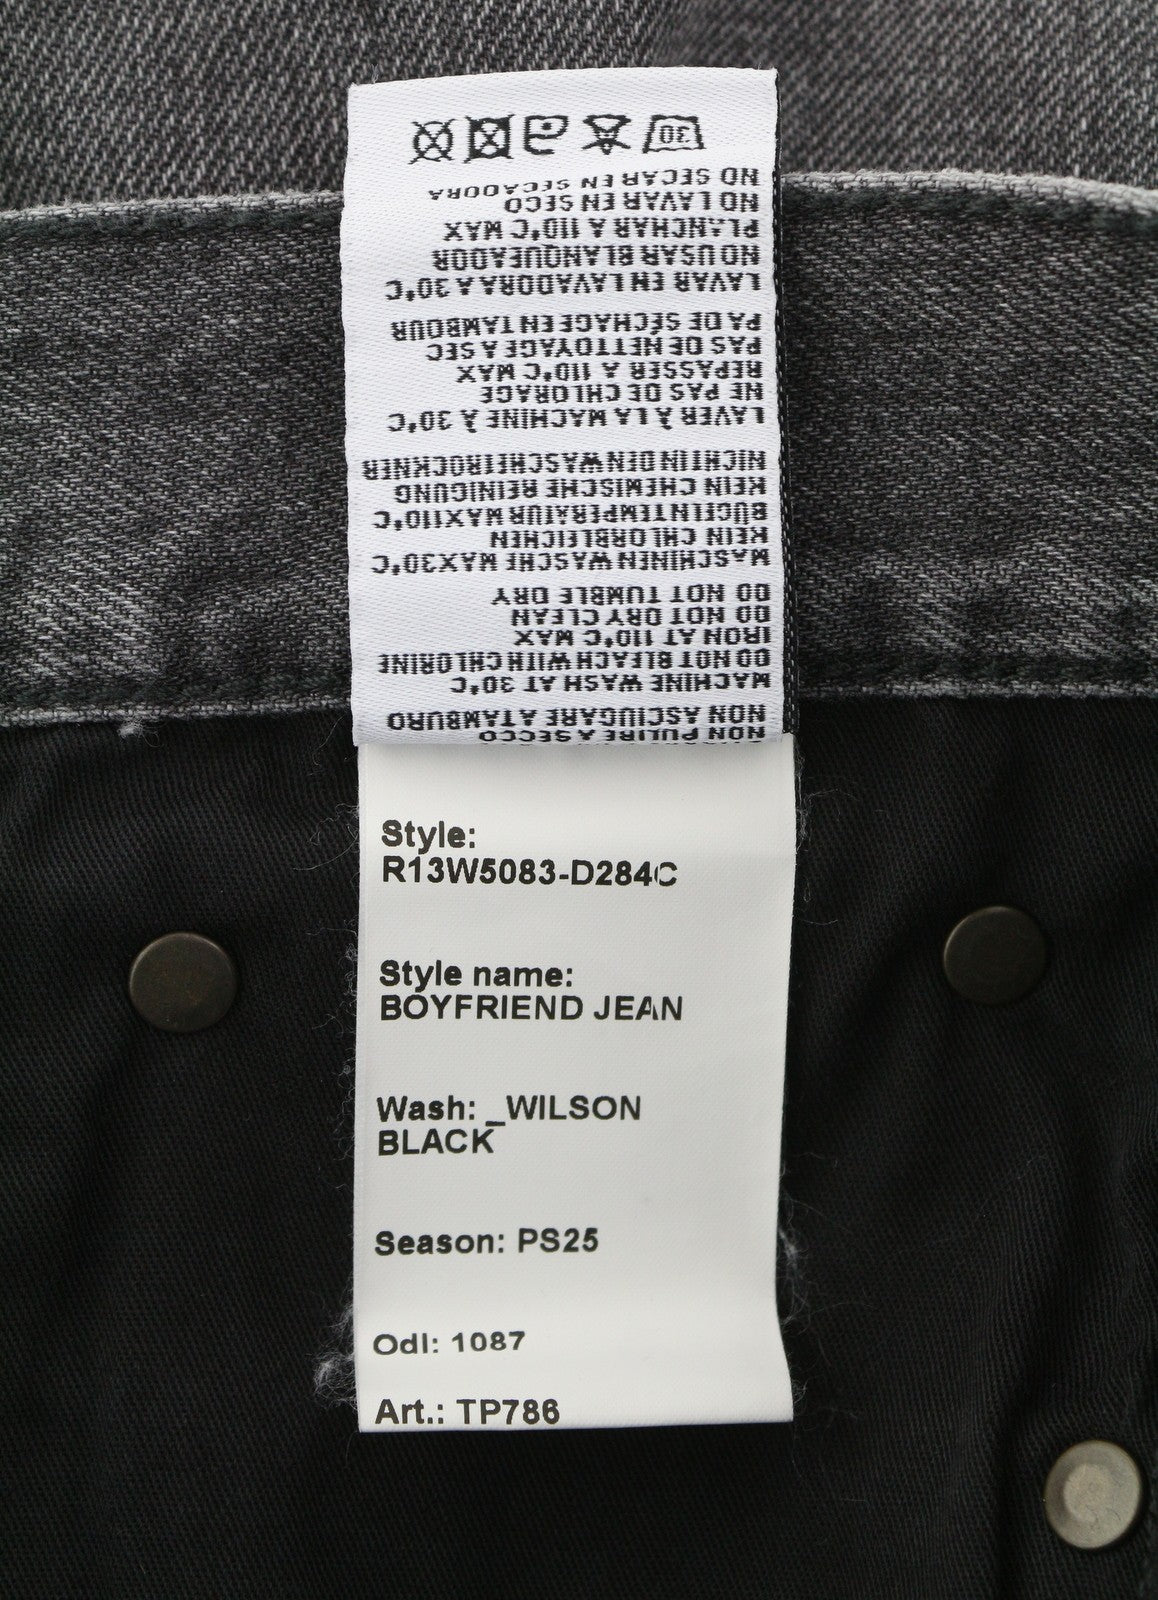 NON PULIRE A SECCO
NON ASCIUGARE A TAMBURO
MACHINE WASH AT 30°C
DO NOT BLEACH WITH CHLORINE
IRON AT 110°C MAX
DO NOT DRY CLEAN
DO NOT TUMBLE DRY
MASCHINEN WASCHE MAX30°C
KEIN CHLORBLEICHEN
BÜGELNTEMPERATUR MAX110°C
KEIN CHEMISCHE REINIGUNG
NICHT IN DEN WASCHETROCKNER
LAVER À LA MACHINE À 30°C
NE PAS DE CHLORAGE
REPASSER A 110°C MAX
PAS DE NETTOYAGE A SEC
PA DE SÉCHAGE EN TAMBOUR
LAVAR EN LAVADORA A 30°C
NO USAR BLANQUEADOR
PLANCHAR A 110°C MAX
NO LAVAR EN SECO
NO SECAR EN SECADORA
30
Style:
R13W5083-D284C
Style name:
BOYFRIEND JEAN
Wash: _WILSON
BLACK
Season: PS25
Odl: 1087
Art.: TP786